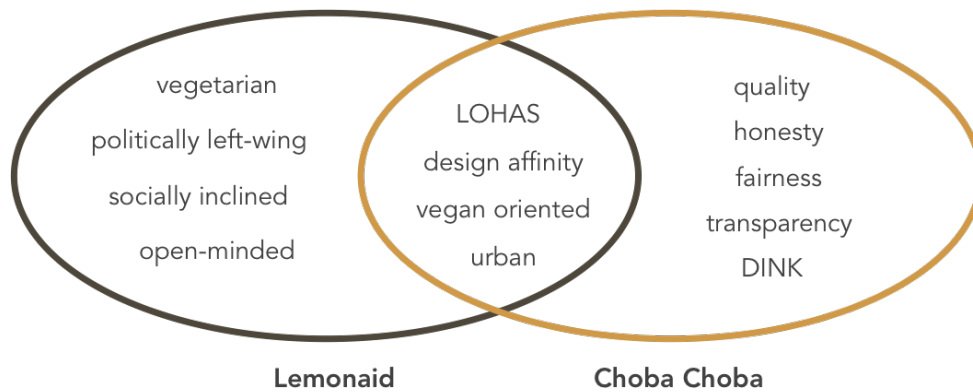 vegetarian
politically left-wing
socially inclined
open-minded
LOHAS
design affinity
vegan oriented
urban
quality
honesty
fairness
transparency
DINK
Lemonaid
Choba Choba